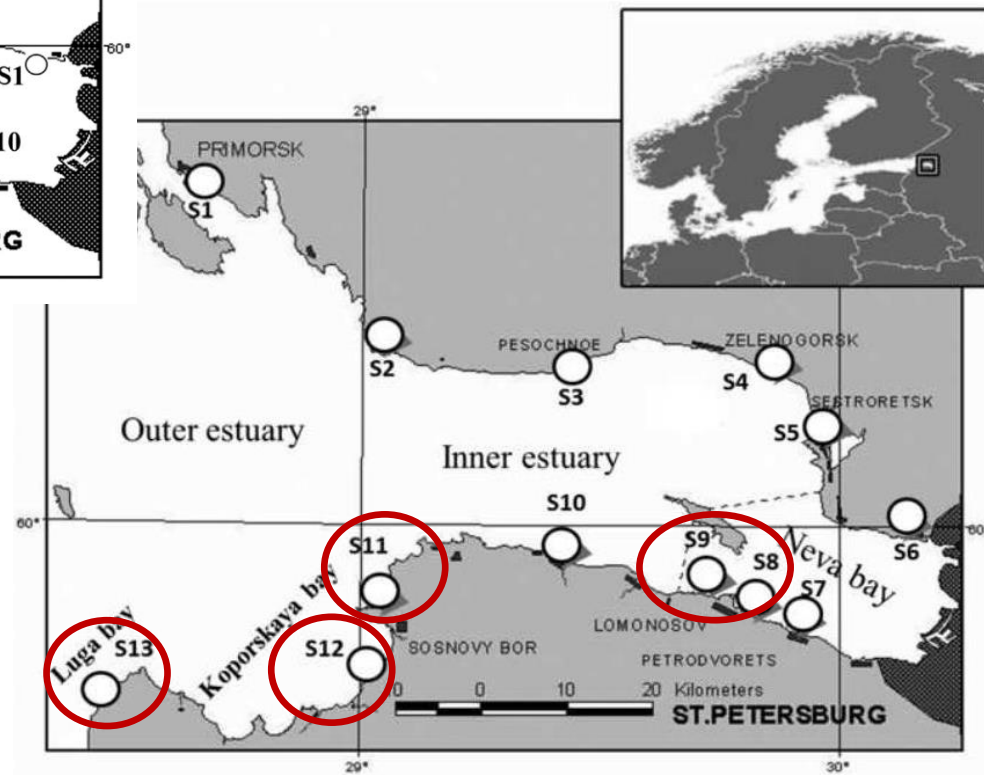 60°
S1
10
G
29°
PRIMORSK
S1
S2
PESOCHNOE
S3
ZELENOGORSK
S4
SESTRORETSK
S5
Outer estuary
Inner estuary
S10
60°
60
S11
S9
S8
S7
S6
Neva bay
Luga bay
S13
Koporskaya bay
S12
SOSNOVY BOR
LOMONOSOV
PETRODVORETS
0 0 10 20 Kilometers
ST.PETERSBURG
29°
30°